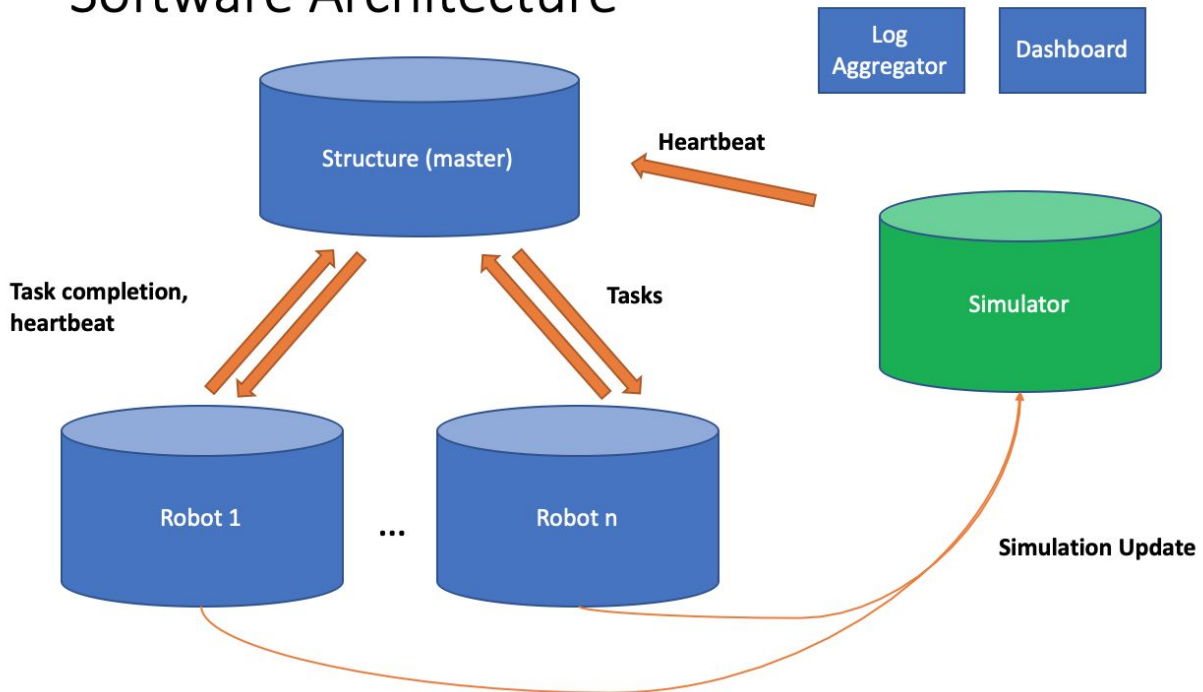 Software Architecture
Log
Aggregator
Dashboard
Structure (master)
Heartbeat
Task completion,
heartbeat
Tasks
Simulator
Robot 1
...
Robot n
Simulation Update